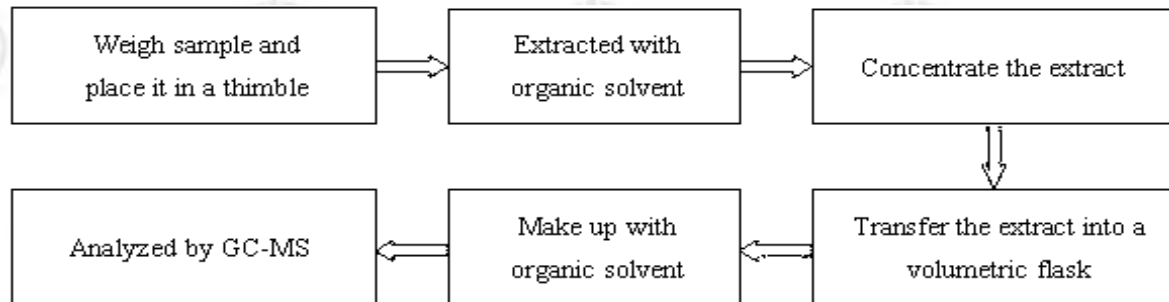 Weigh sample and
place it in a thimble
Extracted with
organic solvent
Concentrate the extract
Transfer the extract into a
volumetric flask
Make up with
organic solvent
Analyzed by GC-MS